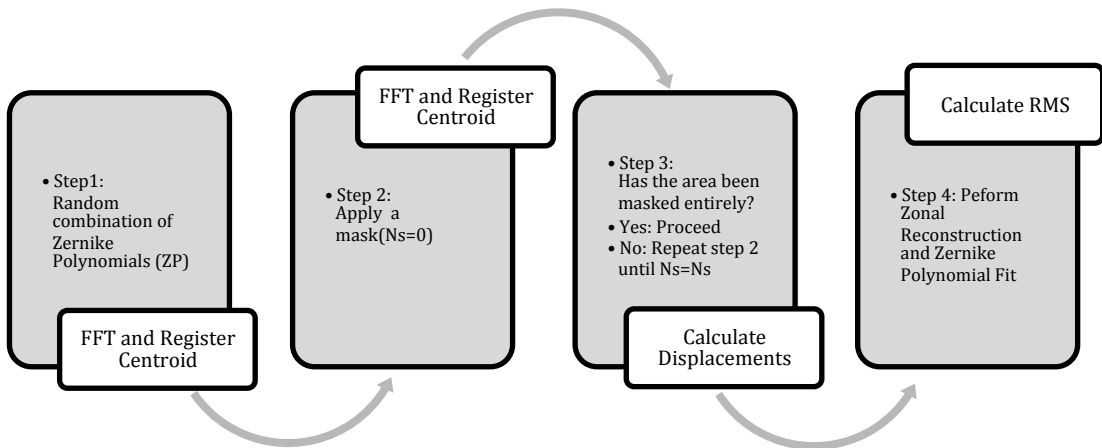 • Step1:
Random
combination of
Zernike
Polynomials (ZP)
FFT and Register
Centroid
FFT and Register
Centroid
• Step 2:
Apply a
mask(Ns=0)
• Step 3:
Has the area been
masked entirely?
• Yes: Proceed
• No: Repeat step 2
until Ns=Ns
Calculate
Displacements
Calculate RMS
• Step 4: Peform
Zonal
Reconstruction
and Zernike
Polynomial Fit